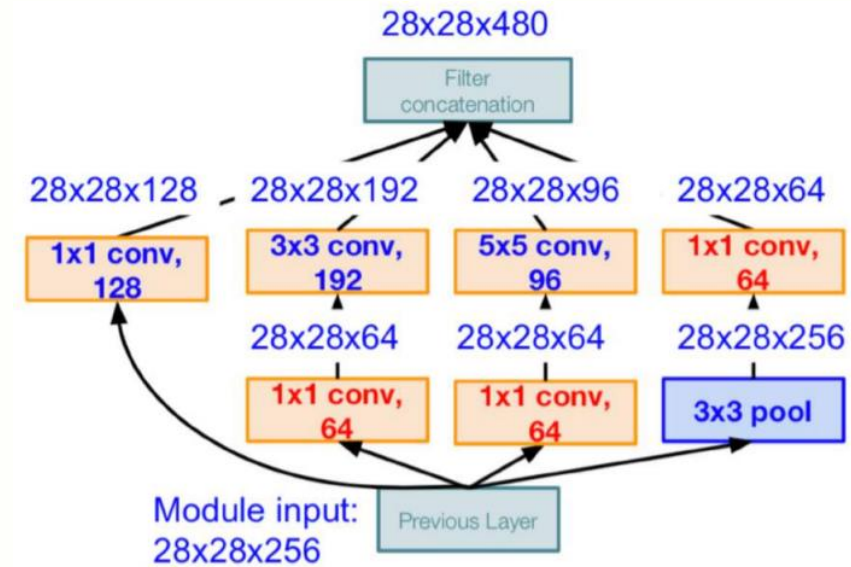 28x28x480
Filter
concatenation
28x28x128
28x28x192
28x28x96
28x28x64
1x1 conv,
128
3x3 conv,
192
5x5 conv,
96
1x1 conv,
64
28x28x64
28x28x64
28x28x256
1x1 conv,
64
1x1 conv,
64
3x3 pool
Module input:
28x28x256
Previous Layer